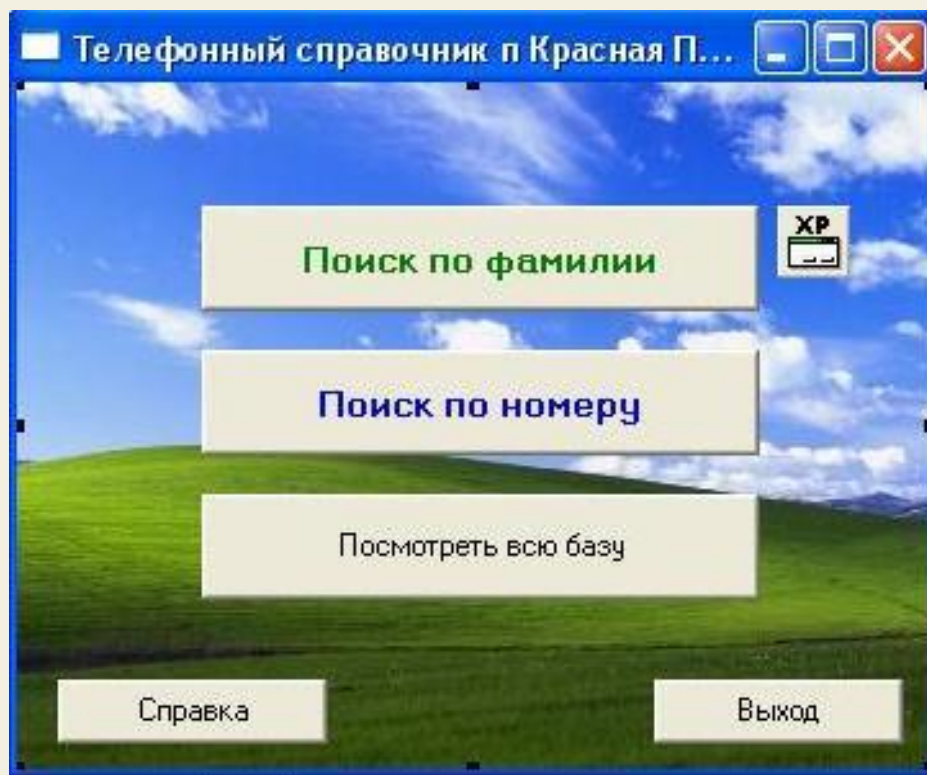 Телефонный справочник п Красная П...
Поиск по фамилии
XP
Поиск по номеру
Посмотреть всю базу
Справка
Выход